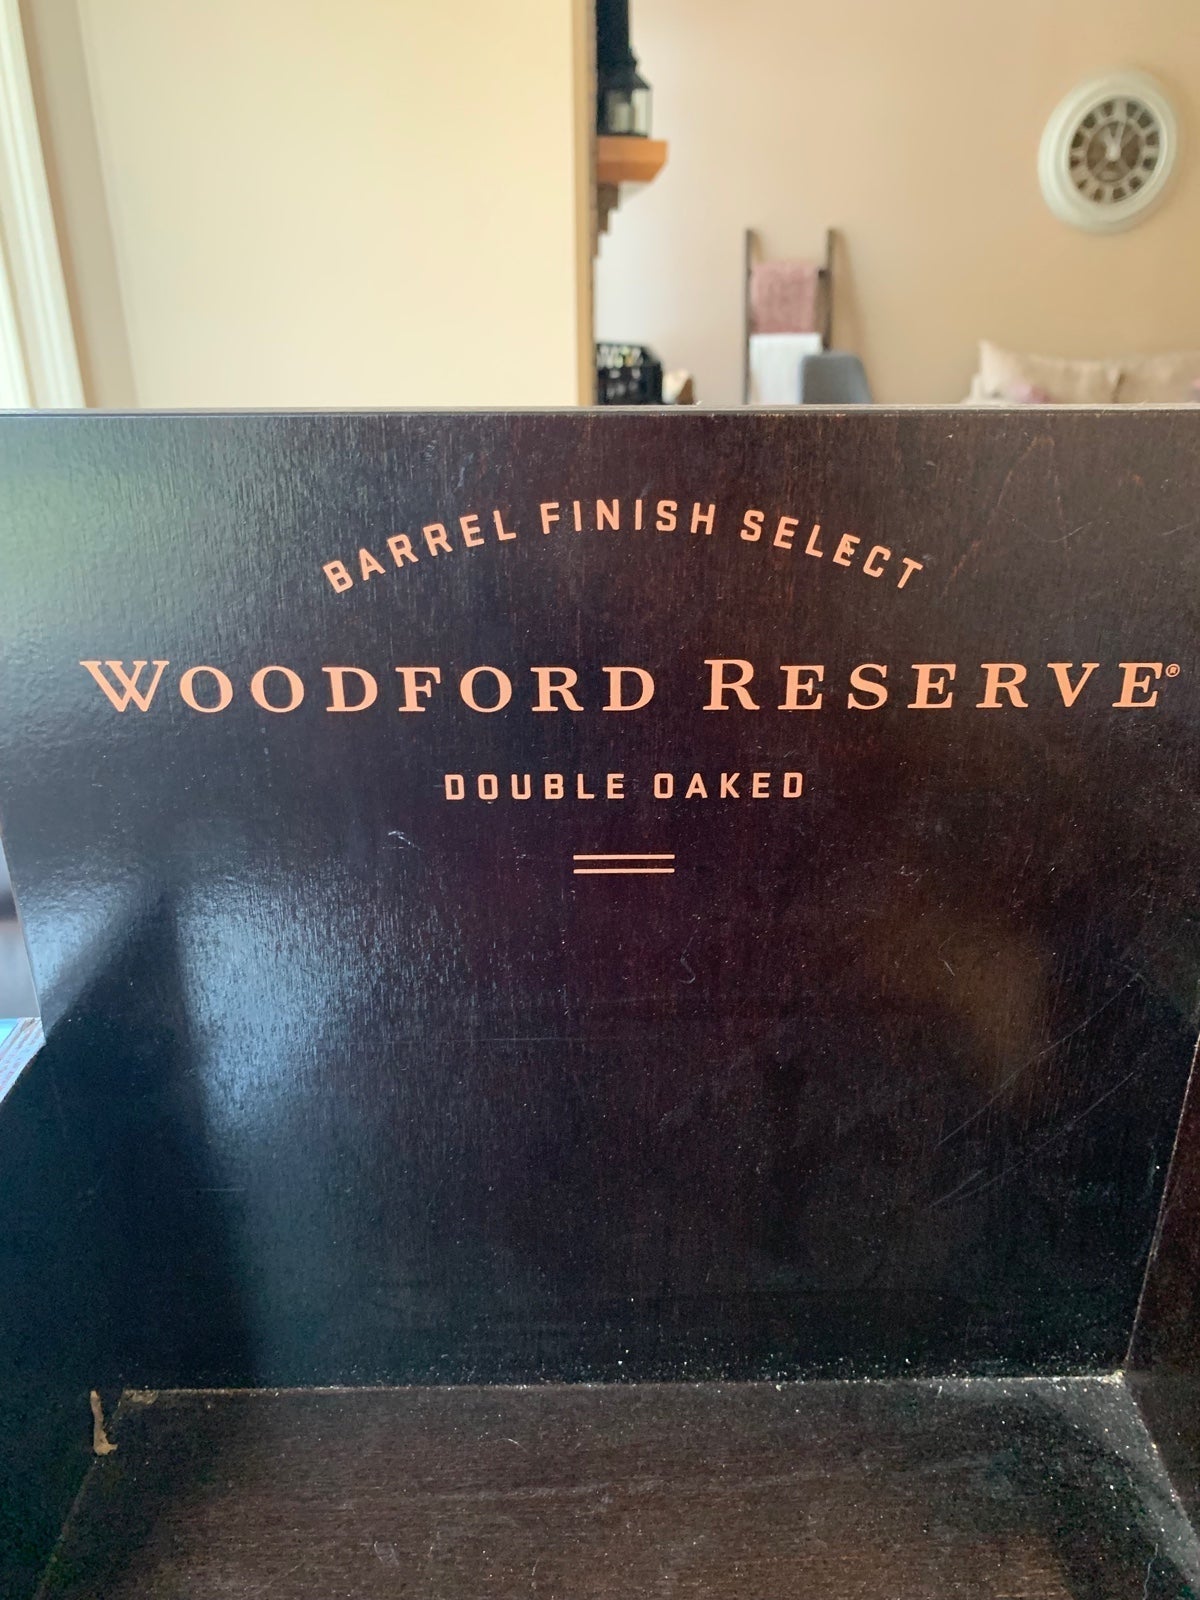 BARREL FINISH SELECT
WOODFORD RESERVE®
DOUBLE OAKED